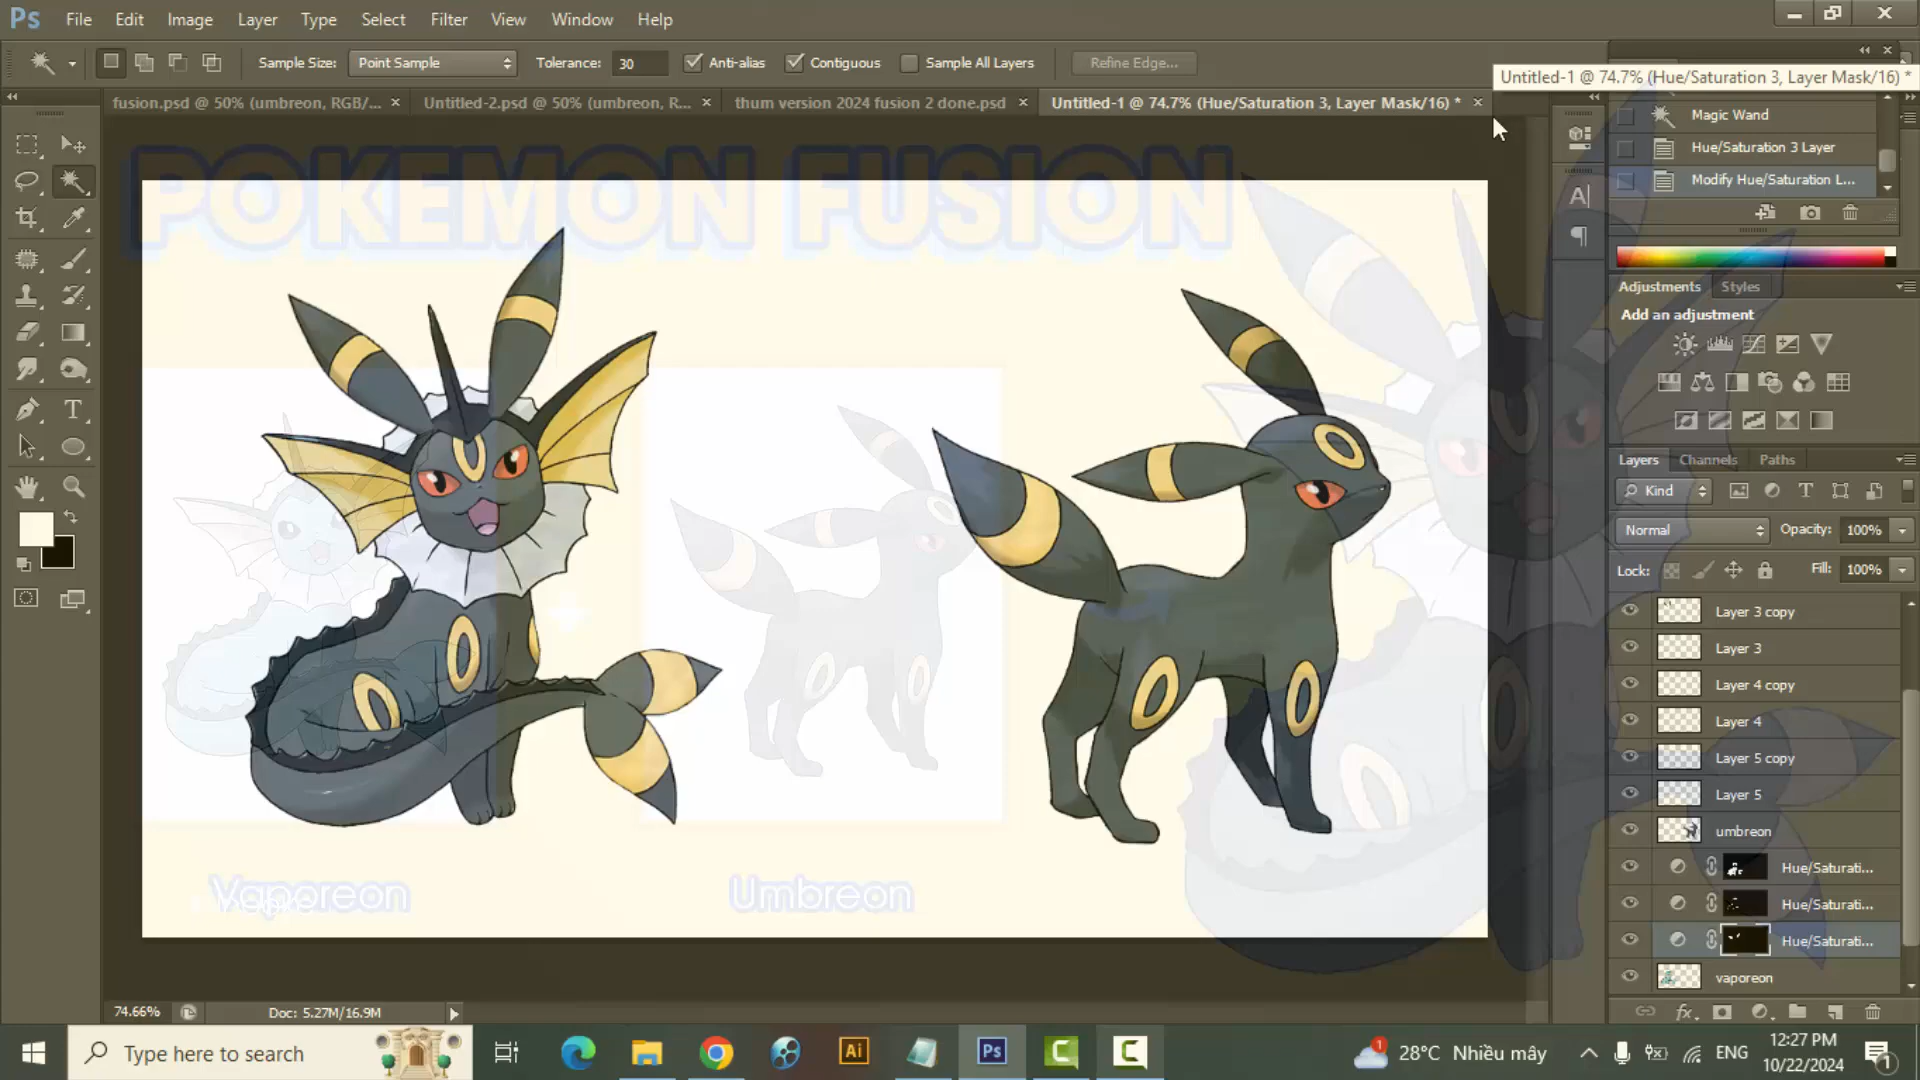 Ps File Edit Image Layer Type Select Filter View Window Help
Sample Size: Point Sample Tolerance: 30 Anti-alias Contiguous Sample All Layers Refine Edge...
Untitled-1 @ 74.7% (Hue/Saturation 3, Layer Mask/16) *
fusion.psd @ 50% (umbreon, RGB/... × Untitled-2.psd @ 50% (umbreon, R... × thum version 2024 fusion 2 done.psd × Untitled-1 @ 74.7% (Hue/Saturation 3, Layer Mask/16) * ×
Magic Wand
Hue/Saturation 3 Layer
Modify Hue/Saturation L...
POKEMON FUSION
Adjustments Styles
Add an adjustment
Layers Channels Paths
Kind
Normal Opacity: 100%
Lock: Fill: 100%
Layer 3 copy
Layer 3
Layer 4 copy
Layer 4
Layer 5 copy
Layer 5
umbreon
Hue/Saturati...
Hue/Saturati...
Hue/Saturati...
vaporeon
Vaporeon Umbreon
74.66% Doc: 5.27M/16.9M
Type here to search Ai Ps 1 28°C Nhiều mây ENG 12:27 PM
10/22/2024 1